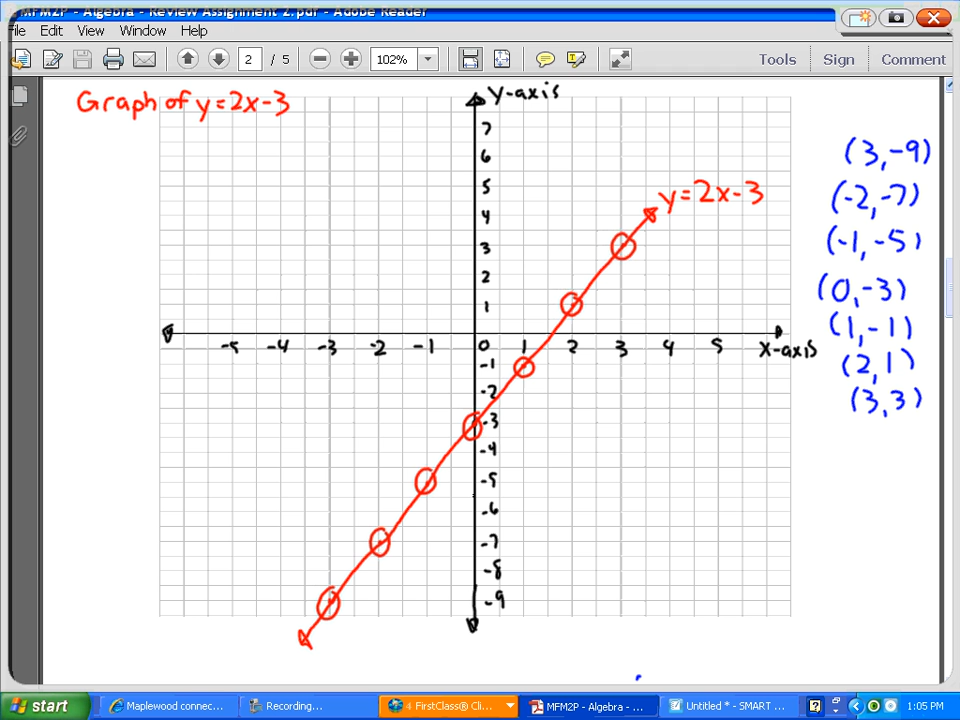 MFM2P - Algebra - Review Assignment 2.pdf - Adobe Reader
File Edit View Window Help
2 / 5 102% Tools Sign Comment
Graph of y=2x-3
y-axis
7
6
5
4
3
2
1
y=2x-3
-5 -4 -3 -2 -1 0 1 2 3 4 5 x-axis
-1
-2
-3
-4
-5
-6
-7
-8
-9
(3,-9)
(-2,-7)
(-1,-5)
(0,-3)
(1,-1)
(2,1)
(3,3)
start Maplewood connec... Recording... 4 FirstClass® Cli... MFM2P - Algebra - ... Untitled * - SMART ... 1:05 PM